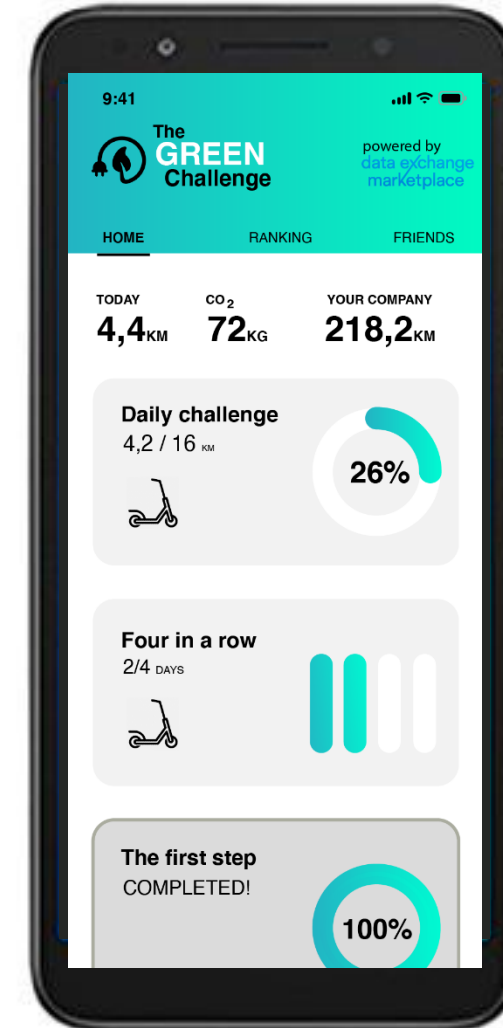 9:41
The
GREEN
Challenge
powered by
data exchange
marketplace
HOME RANKING FRIENDS
TODAY CO2 YOUR COMPANY
4,4KM 72KG 218,2KM
Daily challenge
4,2 / 16 KM
26%
Four in a row
2/4 DAYS
The first step
COMPLETED!
100%